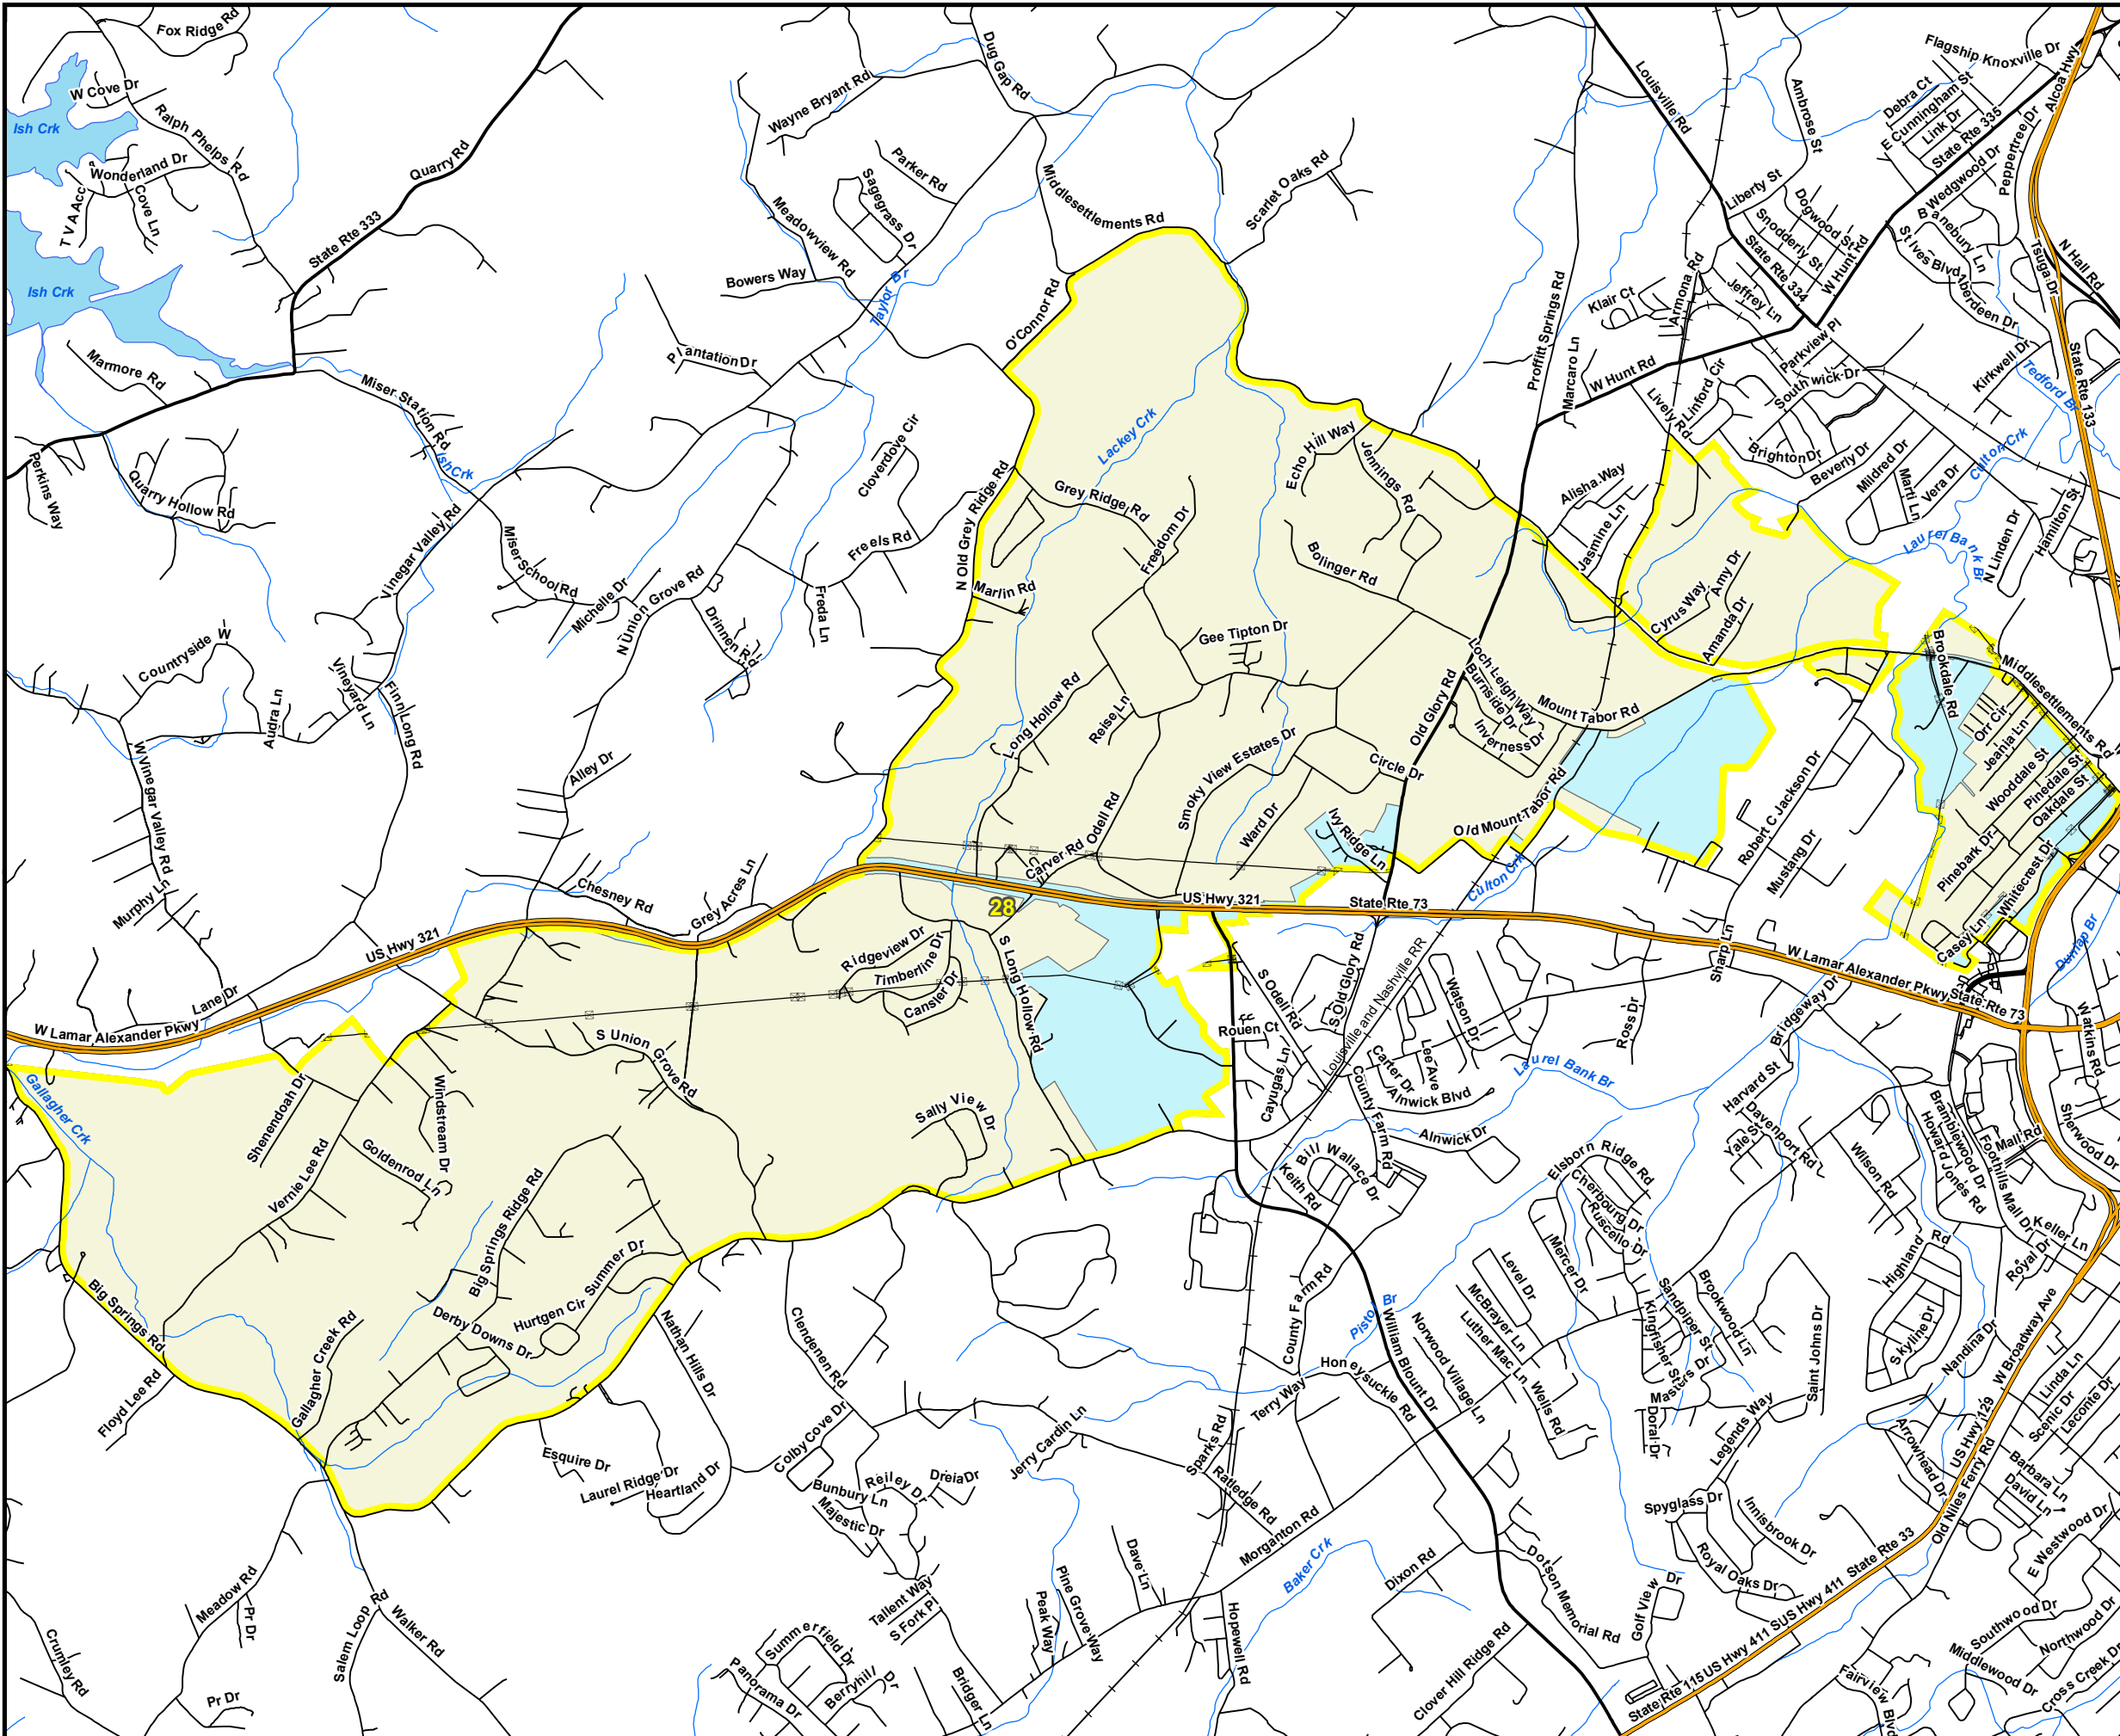 Fox Ridge Rd
W Cove Dr
Ish Crk
Ralph Phelps Rd
Wonderland Dr
Cove Ln
T V A Acc
Ish Crk
Quarry Rd
State Rte 333
Marmore Rd
Miser Station Rd
Ish Crk
Perkins Way
Quarry Hollow Rd
Wayne Bryant Rd
Dug Gap Rd
Parker Rd
Sagegrass Dr
Meadowview Rd
Bowers Way
Taylor Br
Middlesettlements Rd
Scarlet Oaks Rd
O'Connor Rd
Plantation Dr
Lackey Crk
Cloverdove Cir
Echo Hill Way
Jennings Rd
Louisville Rd
Ambrose St
Flagship Knoxville Dr
Debra Ct
E Cunningham St
Link Dr
State Rte 335
Alcoa Hwy
Peppertree Dr
Wedgwood Dr
Banebury Ln
St Ives Blvd
Aberdeen Dr
Tsuga Dr
N Hall Rd
Liberty St
Dogwood St
Snodderly St
State Rte 334
W Hunt Rd
Jeffrey Ln
Armona Rd
Klair Ct
Proffitt Springs Rd
Marcaro Ln
W Hunt Rd
Parkview Pl
Southwick Dr
Linford Cir
Lively Rd
Kirkwell Dr
Tedford Br
State Rte 133
Brighton Dr
Beverly Dr
Mildred Dr
Marti Ln
Vera Dr
Culton Crk
Laurel Bank Br
N Linden Dr
Hamilton St
Alisha Way
Jasmine Ln
Vinegar Valley Rd
Miser School Rd
Michelle Dr
N Union Grove Rd
Drinnen Rd
Freda Ln
Freels Rd
N Old Grey Ridge Rd
Grey Ridge Rd
Freedom Dr
Marlin Rd
Bolinger Rd
Gee Tipton Dr
Cyrus Way
Amy Dr
Amanda Dr
Countryside W
Vineyard Ln
Audra Ln
Finn Long Rd
W Vinegar Valley Rd
Alley Dr
Long Hollow Rd
Reise Ln
Smoky View Estates Dr
Circle Dr
Old Glory Rd
Loch Leigh Way
Burnside Dr
Inverness Dr
Mount Tabor Rd
Old Mount Tabor Rd
Brookdale Rd
Middlesettlements Rd
Orr Cir
Jeania Ln
Wooddale St
Pinedale St
Oakdale St
Pinebark Dr
Whitecrest Dr
Casey Ln
Robert C Jackson Dr
Mustang Dr
Murphy Ln
Chesney Rd
Grey Acres Ln
Carver Rd
Odell Rd
Ward Dr
Ivy Ridge Ln
Culton Crk
28
US Hwy 321
State Rte 73
US Hwy 321
Lane Dr
W Lamar Alexander Pkwy
Ridgeview Dr
Timberline Dr
Cansler Dr
S Long Hollow Rd
S Odell Rd
S Old Glory Rd
Louisville and Nashville RR
Watson Dr
Ross Dr
Sharp Ln
W Lamar Alexander Pkwy
State Rte 73
Dunlap Br
Bridgeway Dr
Watkins Rd
Gallagher Crk
Shenendoah Dr
Vernie Lee Rd
Windstream Dr
Goldenrod Ln
S Union Grove Rd
Sally View Dr
Rouen Ct
Cayugas Ln
Carter Dr
Lee Ave
Alnwick Blvd
County Farm Rd
Laurel Bank Br
Alnwick Dr
Harvard St
Davenport Rd
Yale St
Bramblewood Dr
Howard Jones Rd
Foothills Mall Dr
Mall Rd
Sherwood Dr
Wilson Rd
Keller Ln
Royal Dr
Highland Rd
Bill Wallace Dr
Keith Rd
Elsborn Ridge Rd
Cherbourg Dr
Ruscello Dr
Mercer Dr
Big Springs Ridge Rd
Big Springs Rd
Floyd Lee Rd
Gallagher Creek Rd
Derby Downs Dr
Hurtgen Cir
Summer Dr
Nathan Hills Dr
Clendenen Rd
Colby Cove Dr
Esquire Dr
Laurel Ridge Dr
Heartland Dr
Bunbury Ln
Reiley Dr
Dreia Dr
Majestic Dr
Jerry Cardin Ln
County Farm Rd
Pistol Br
William Blount Dr
Honeysuckle Rd
Terry Way
Norwood Village Ln
Level Dr
McBrayer Ln
Luther Mac Ln
Wells Rd
Sandpiper St
Brookwood Ln
Kingfisher St
Masters Dr
Doral Dr
Legends Way
Saint Johns Dr
Skyline Dr
Nandina Dr
W Broadway Ave
US Hwy 129
Linda Ln
Scenic Dr
Leconte Dr
Arrowhead Dr
Old Niles Ferry Rd
Barbara Ln
David Ln
E Westwood Dr
Sparks Rd
Ratledge Rd
Morganton Rd
Baker Crk
Dixon Rd
Spyglass Dr
Innisbrook Dr
Royal Oaks Dr
State Rte 33
US Hwy 411 S
US Hwy 411
State Rte 115
Dotson Memorial Rd
Golf View Dr
Clover Hill Ridge Rd
Hopewell Rd
Dave Ln
Pine Grove Way
Peak Way
Tallent Way
S Fork Pl
Summerfield Dr
Panorama Dr
Berryhill Dr
Bridger Ln
Meadow Rd
Pr Dr
Salem Loop Rd
Walker Rd
Crumley Rd
Pr Dr
Southwood Dr
Northwood Dr
Middlewood Dr
Cross Creek Dr
Fairview Blvd